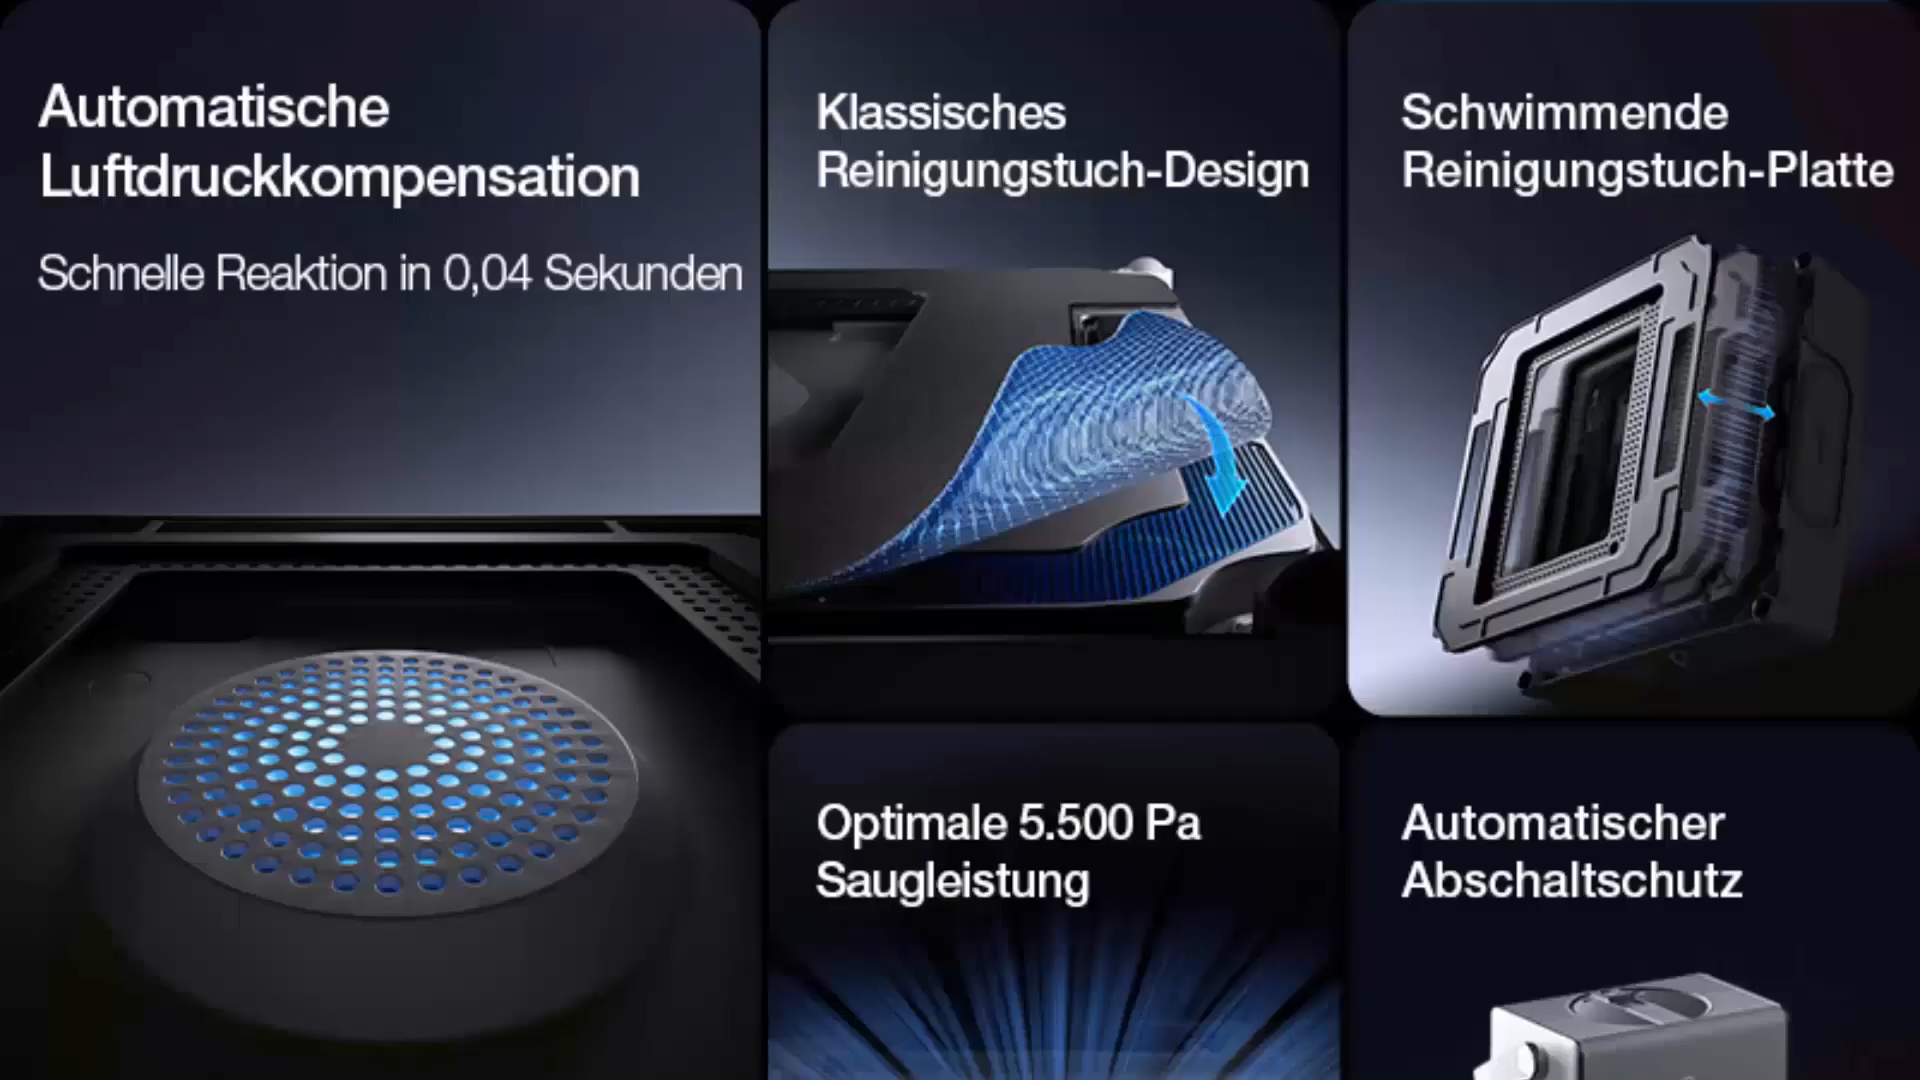 Automatische
Luftdruckkompensation
Schnelle Reaktion in 0,04 Sekunden
Klassisches
Reinigungstuch-Design
Schwimmende
Reinigungstuch-Platte
Optimale 5.500 Pa
Saugleistung
Automatischer
Abschaltschutz